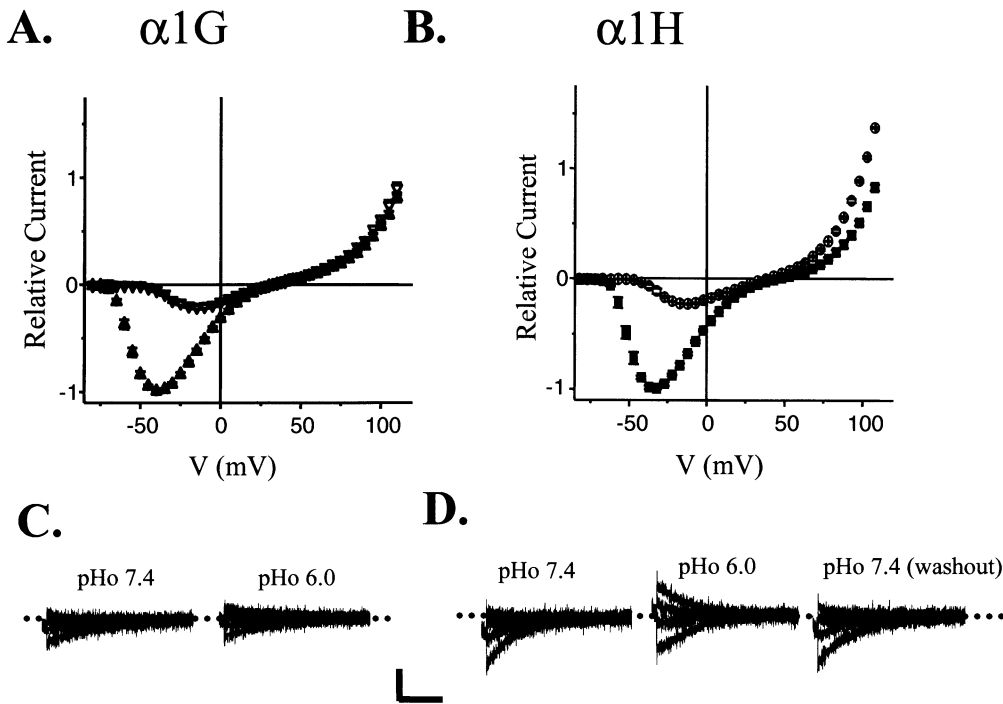 A. α1G
B. α1H
Relative Current
1
0
-1
-50 0 50 100
V (mV)
Relative Current
1
0
-1
-50 0 50 100
V (mV)
C.
pHo 7.4 pHo 6.0
D.
pHo 7.4 pHo 6.0 pHo 7.4 (washout)